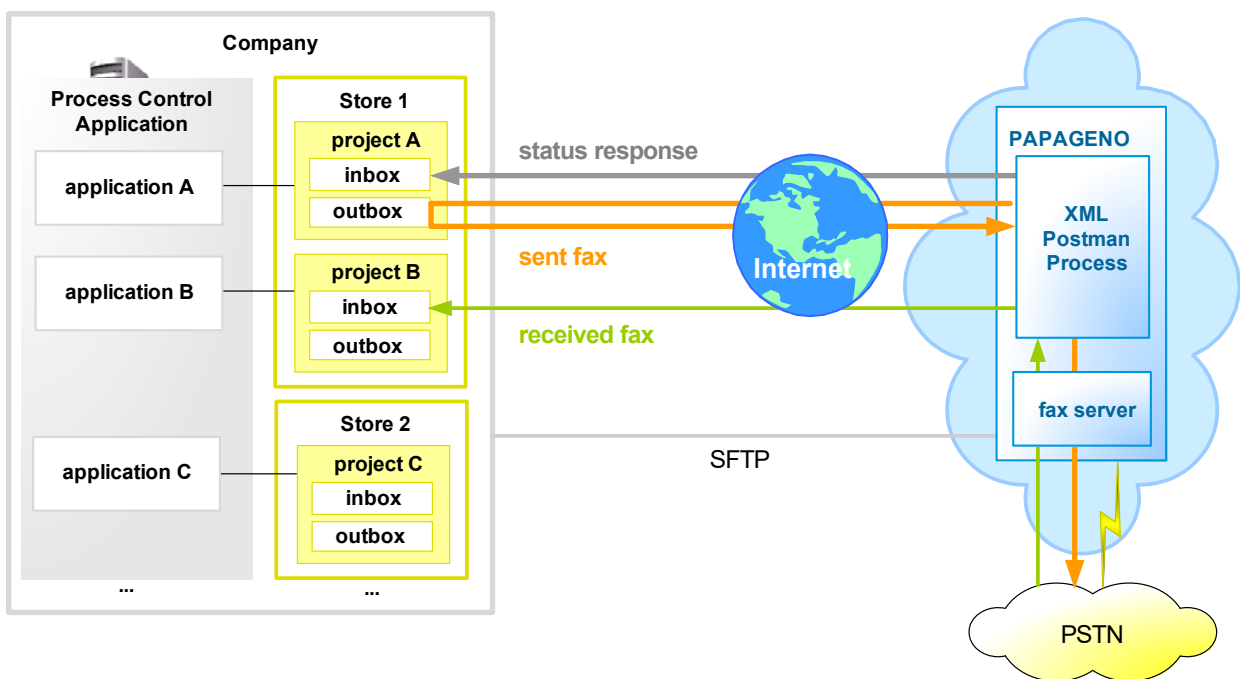 Company
Process Control
Application
application A
application B
application C
...
Store 1
project A
inbox
outbox
project B
inbox
outbox
Store 2
project C
inbox
outbox
...
status response
sent fax
received fax
Internet
SFTP
PAPAGENO
XML
Postman
Process
fax server
PSTN